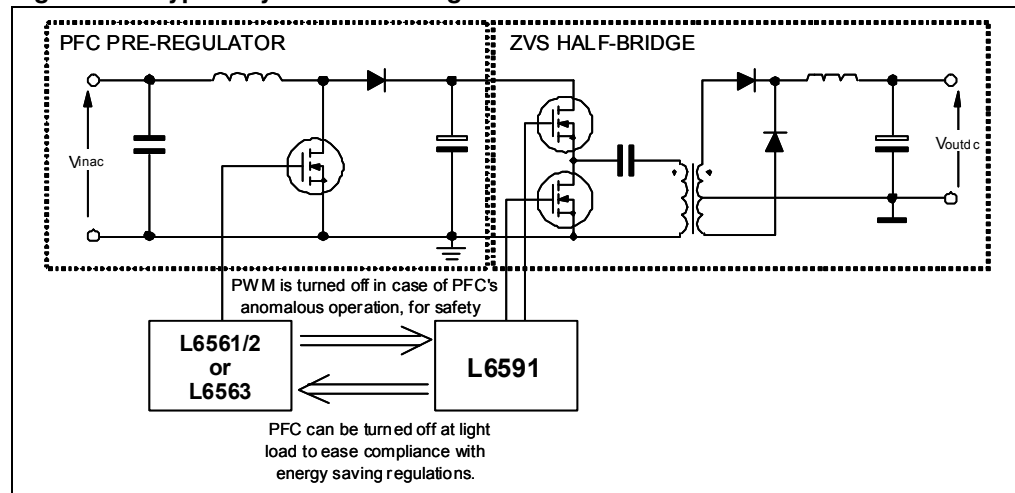 PFC PRE-REGULATOR
ZVS HALF-BRIDGE
Vinac
Voutdc
PWM is turned off in case of PFC's
anomalous operation, for safety
L6561/2
or
L6563
L6591
PFC can be turned off at light
load to ease compliance with
energy saving regulations.